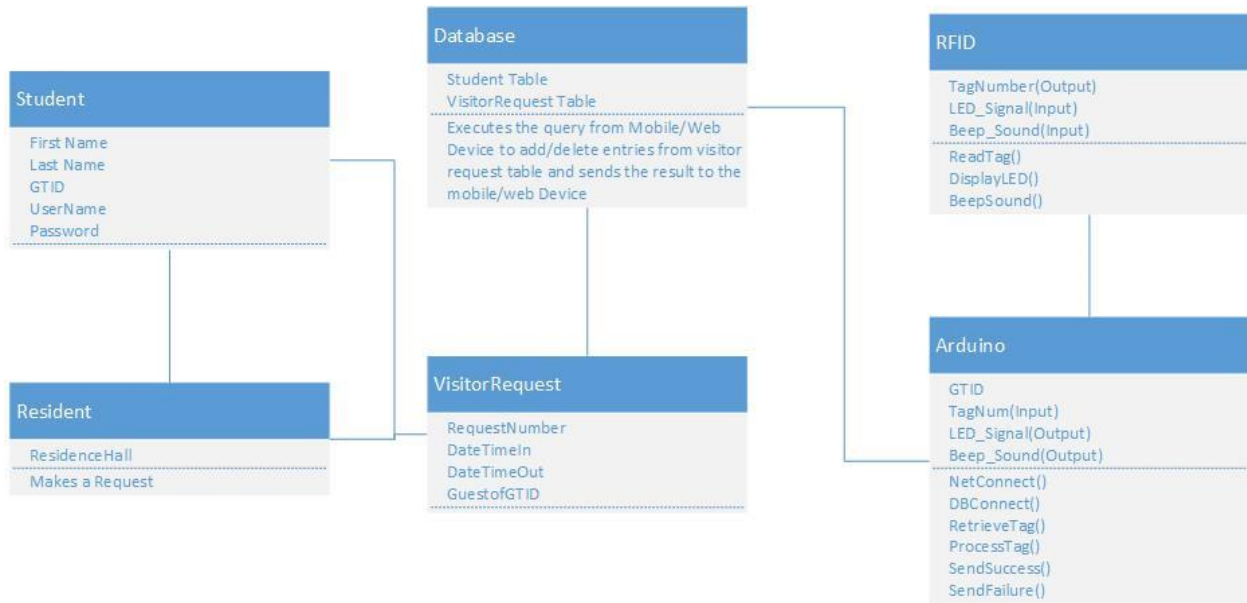 Student
First Name
Last Name
GTID
UserName
Password
Resident
ResidenceHall
Makes a Request
Database
Student Table
VisitorRequest Table
Executes the query from Mobile/Web
Device to add/delete entries from visitor
request table and sends the result to the
mobile/web Device
VisitorRequest
RequestNumber
DateTimeIn
DateTimeOut
GuestofGTID
RFID
TagNumber(Output)
LED_Signal(Input)
Beep_Sound(Input)
ReadTag()
DisplayLED()
BeepSound()
Arduino
GTID
TagNum(Input)
LED_Signal(Output)
Beep_Sound(Output)
NetConnect()
DBConnect()
RetrieveTag()
ProcessTag()
SendSuccess()
SendFailure()